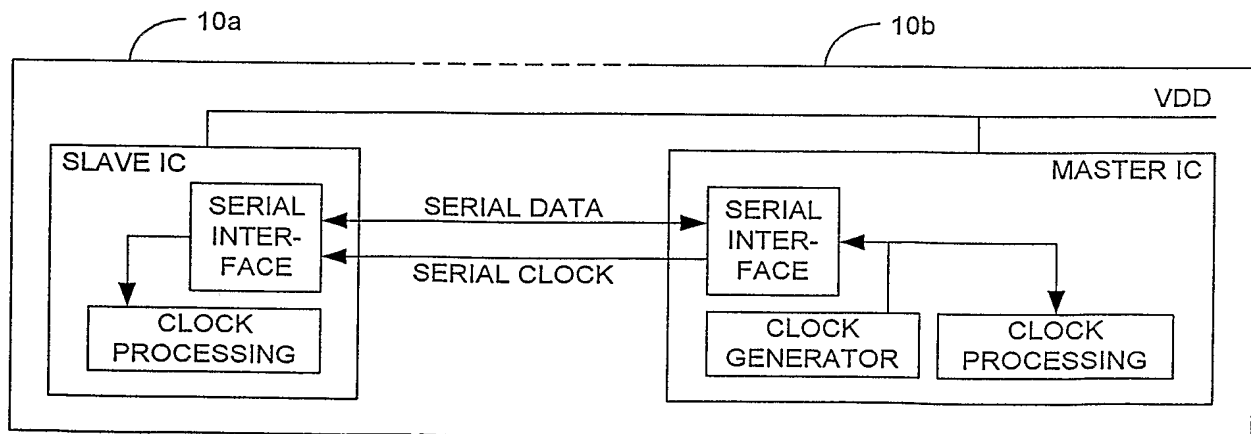 10a
10b
VDD
SLAVE IC
MASTER IC
SERIAL
INTER-
FACE
SERIAL DATA
SERIAL CLOCK
SERIAL
INTER-
FACE
CLOCK
PROCESSING
CLOCK
GENERATOR
CLOCK
PROCESSING